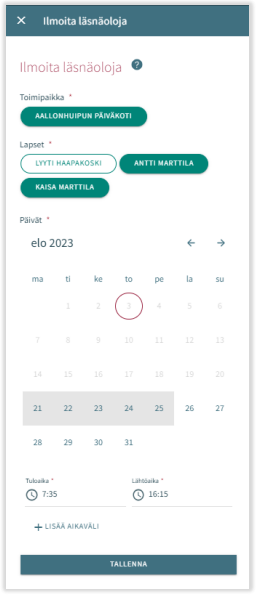 × Ilmoita läsnäoloja
Ilmoita läsnäoloja ?
Toimipaikka *
AALLONHUIPUN PÄIVÄKOTI
Lapset *
LYYTI HAAPAKOSKI ANTTI MARTTILA
KAISA MARTTILA
Päivät *
elo 2023 ← →
ma ti ke to pe la su
1 2 3 4 5 6
7 8 9 10 11 12 13
14 15 16 17 18 19 20
21 22 23 24 25 26 27
28 29 30 31
Tuloaika * Lähtöaika *
7:35 16:15
+ LISÄÄ AIKAVÄLI
TALLENNA